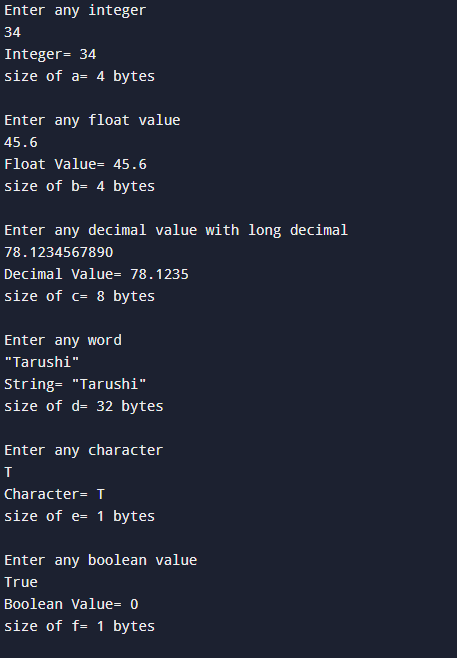 Enter any integer
34
Integer= 34
size of a= 4 bytes
Enter any float value
45.6
Float Value= 45.6
size of b= 4 bytes
Enter any decimal value with long decimal
78.1234567890
Decimal Value= 78.1235
size of c= 8 bytes
Enter any word
"Tarushi"
String= "Tarushi"
size of d= 32 bytes
Enter any character
T
Character= T
size of e= 1 bytes
Enter any boolean value
True
Boolean Value= 0
size of f= 1 bytes